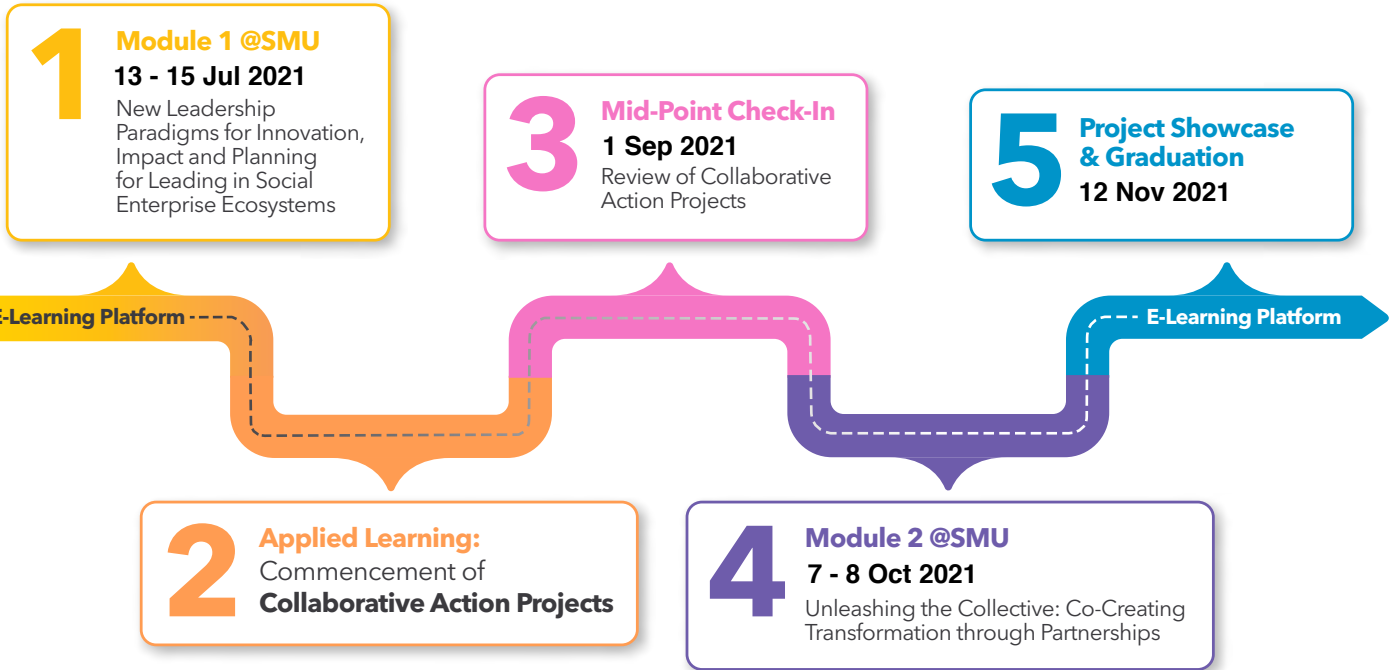 1
Module 1 @SMU
13 - 15 Jul 2021
New Leadership
Paradigms for Innovation,
Impact and Planning
for Leading in Social
Enterprise Ecosystems
3
Mid-Point Check-In
1 Sep 2021
Review of Collaborative
Action Projects
5
Project Showcase
& Graduation
12 Nov 2021
E-Learning Platform
E-Learning Platform
2
Applied Learning:
Commencement of
Collaborative Action Projects
4
Module 2 @SMU
7 - 8 Oct 2021
Unleashing the Collective: Co-Creating
Transformation through Partnerships